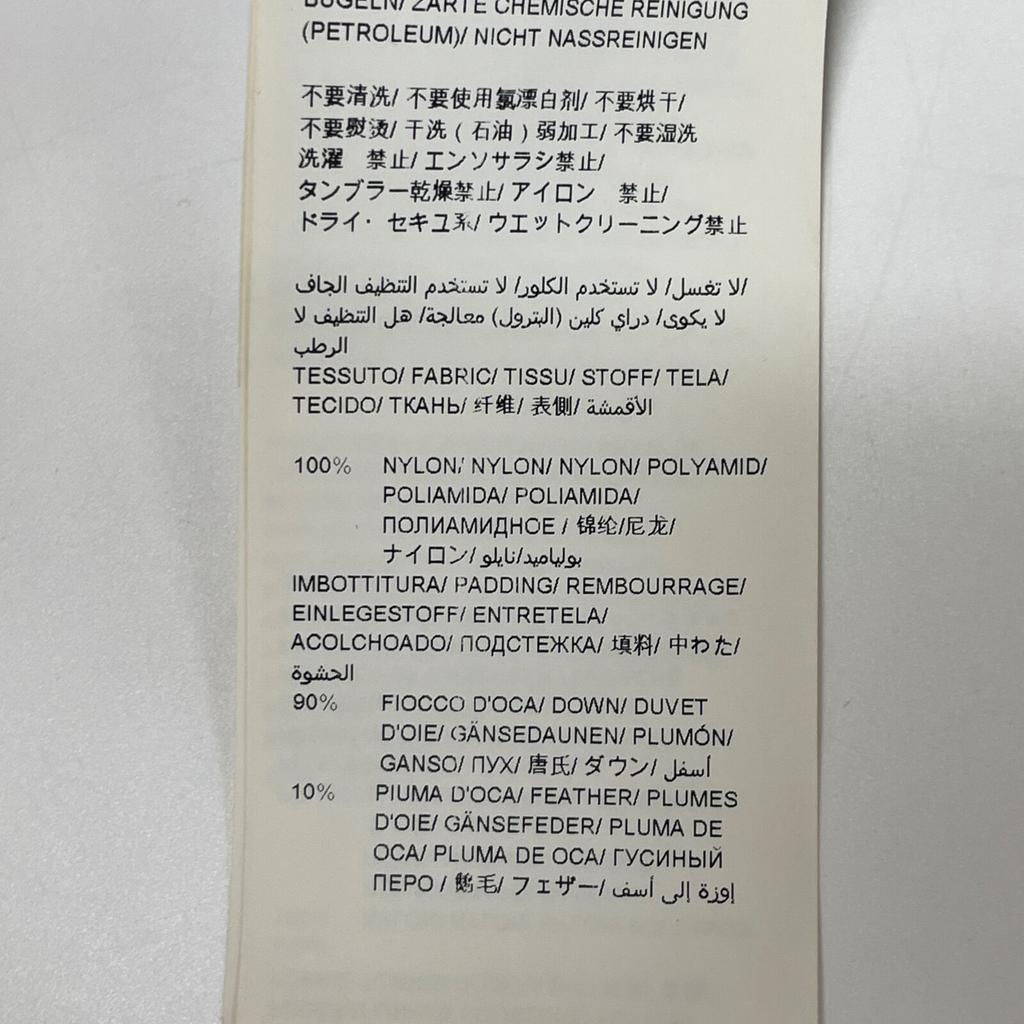 BÜGELN/ ZARTE CHEMISCHE REINIGUNG
(PETROLEUM)/ NICHT NASSREINIGEN
不要清洗/ 不要使用氯漂白剂/ 不要烘干/
不要熨烫/ 干洗 ( 石油 ) 弱加工/ 不要湿洗
洗濯　禁止/ エンソサラシ禁止/
タンブラー乾燥禁止/ アイロン　禁止/
ドライ・ セキユ系/ ウエットクリーニング禁止
لا تغسل/ لا تستخدم الكلور/ لا تستخدم التنظيف الجاف/
لا يكوى/ دراي كلين (البترول) معالجة/ هل التنظيف لا
الرطب
TESSUTO/ FABRIC/ TISSU/ STOFF/ TELA/
TECIDO/ ТКАНЬ/ 纤维/ 表側/ الأقمشة
100% NYLON/ NYLON/ NYLON/ POLYAMID/
POLIAMIDA/ POLIAMIDA/
ПОЛИАМИДНОЕ / 锦纶/尼龙/
ナイロン/ بولياميد/نايلو
IMBOTTITURA/ PADDING/ REMBOURRAGE/
EINLEGESTOFF/ ENTRETELA/
ACOLCHOADO/ ПОДСТЕЖКА/ 填料/ 中わた/
الحشوة
90% FIOCCO D'OCA/ DOWN/ DUVET
D'OIE/ GÄNSEDAUNEN/ PLUMÓN/
GANSO/ ПУХ/ 唐氏/ ダウン/ أسفل
10% PIUMA D'OCA/ FEATHER/ PLUMES
D'OIE/ GÄNSEFEDER/ PLUMA DE
OCA/ PLUMA DE OCA/ ГУСИНЫЙ
ПЕРО / 鹅毛/ フェザー/ إوزة إلى أسف